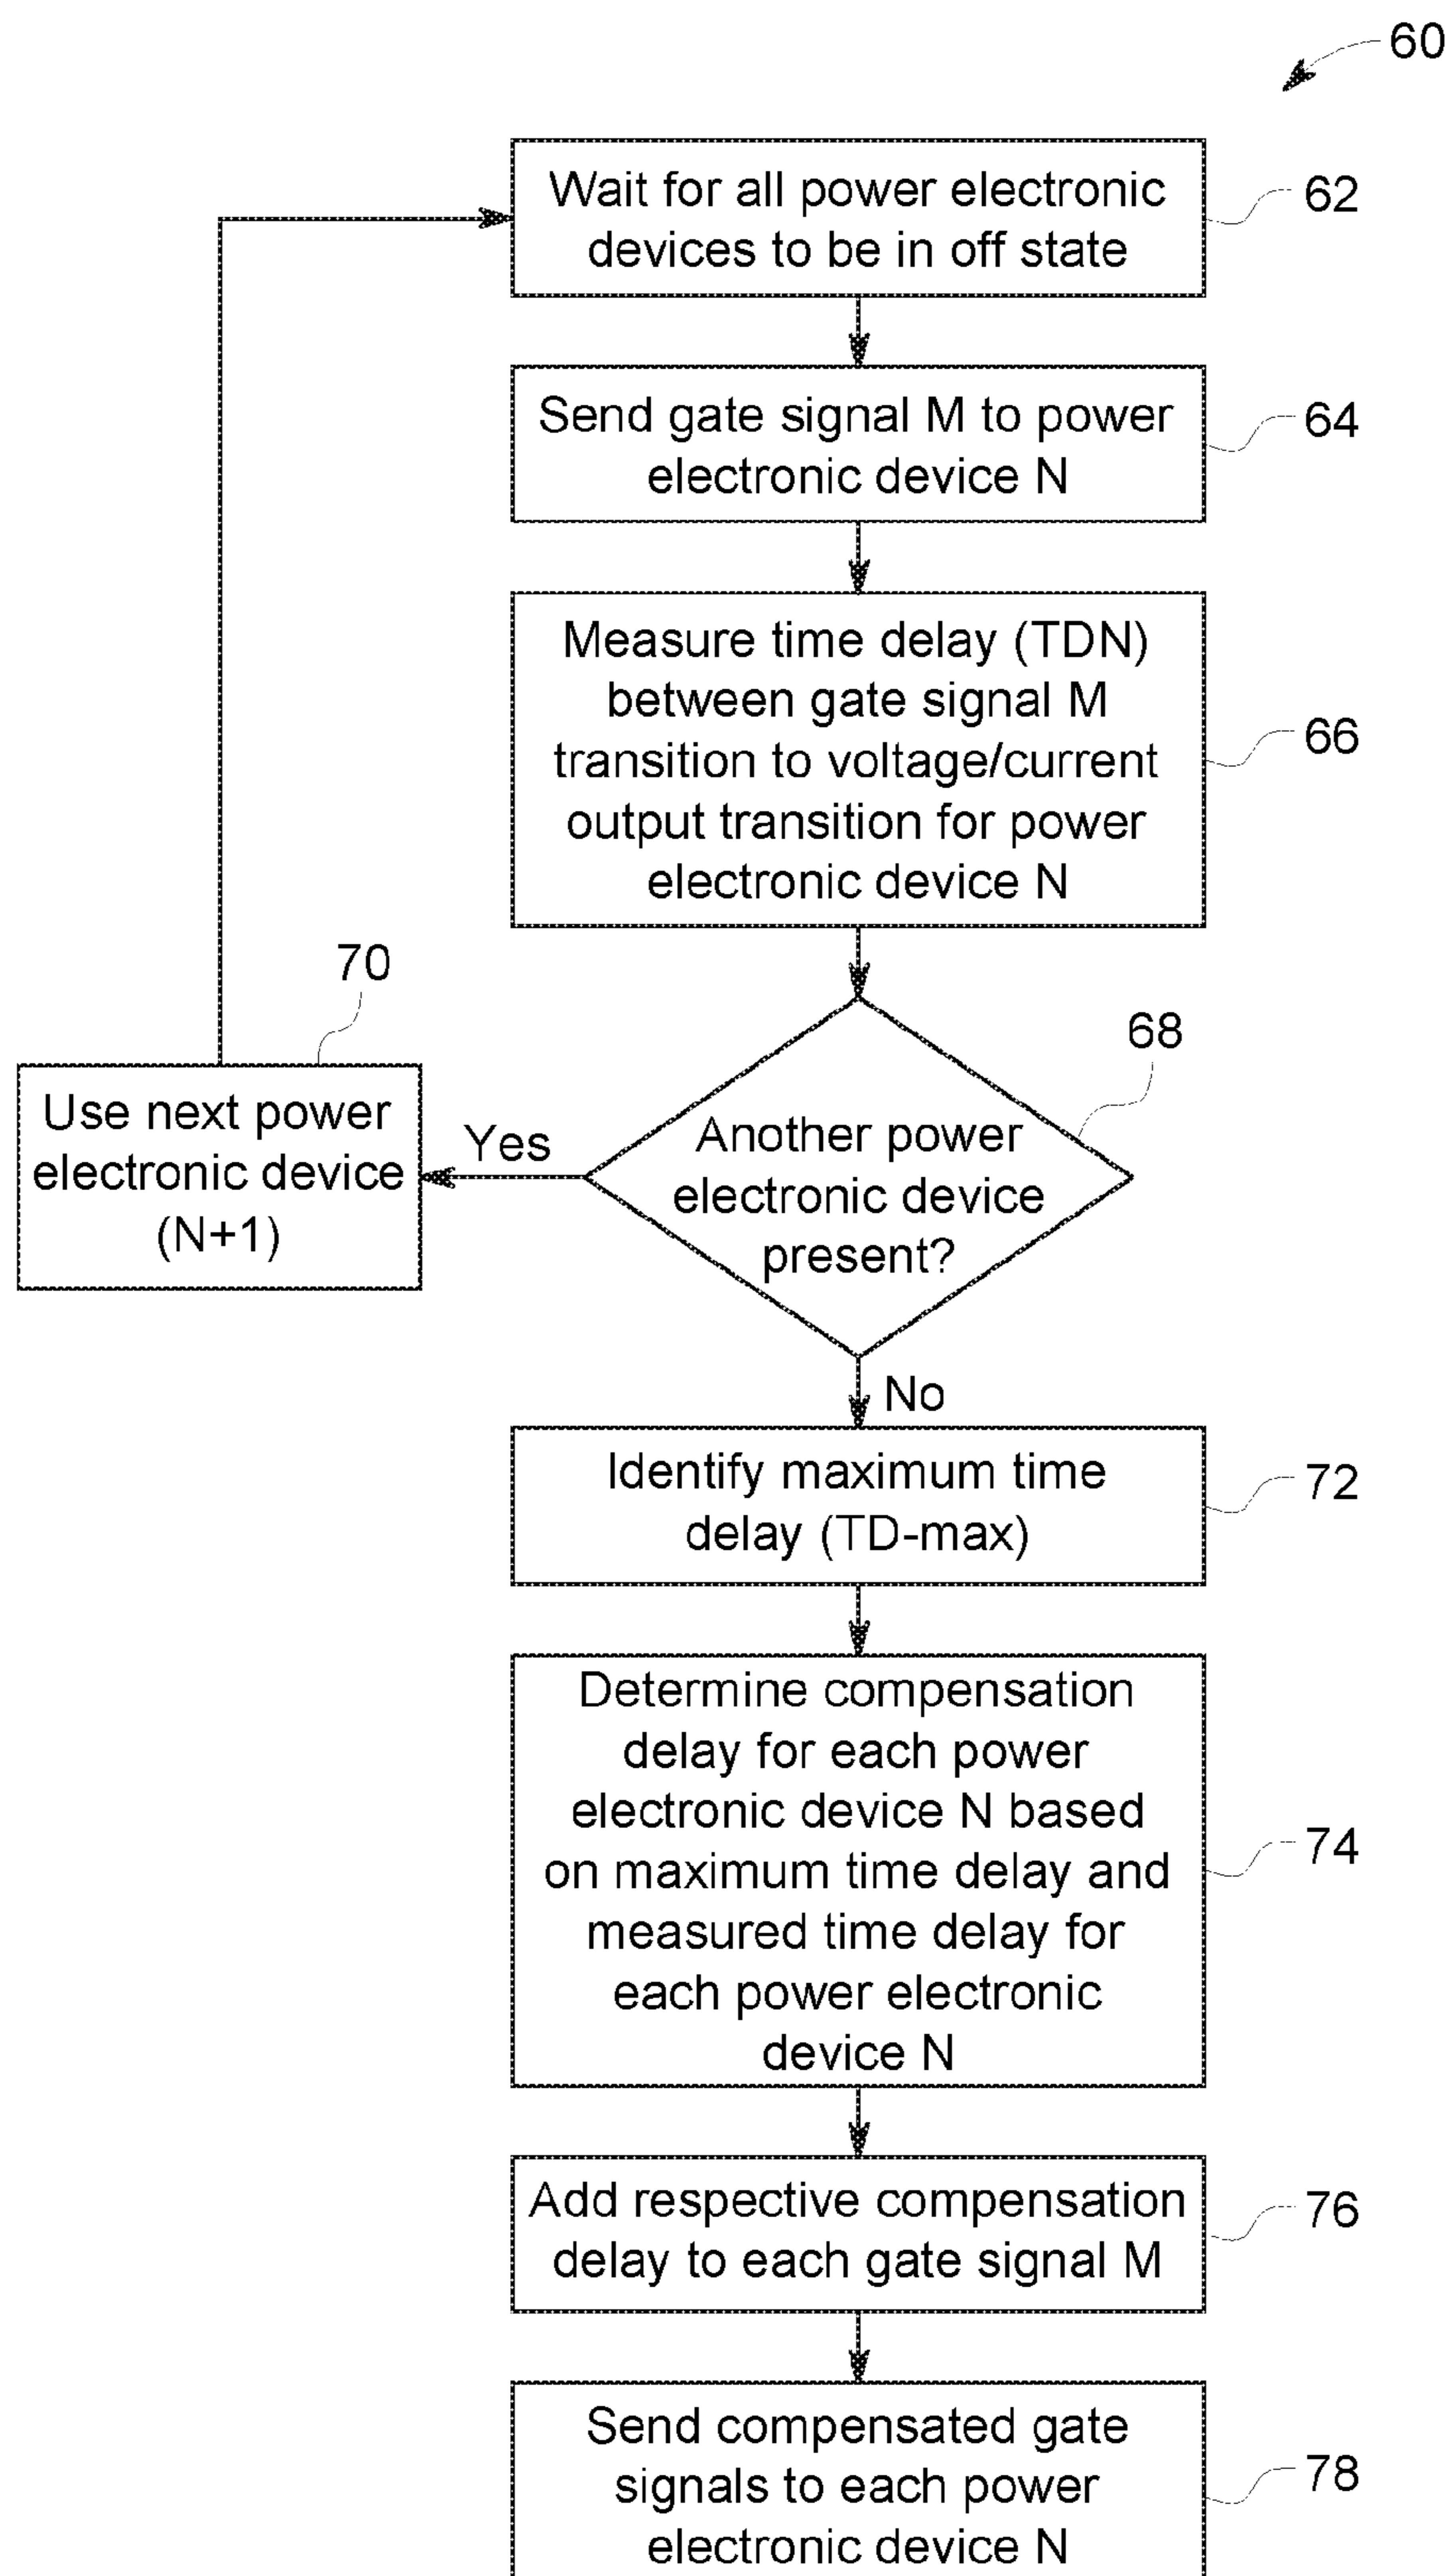 60
Wait for all power electronic
devices to be in off state
62
Send gate signal M to power
electronic device N
64
Measure time delay (TDN)
between gate signal M
transition to voltage/current
output transition for power
electronic device N
66
70
Use next power
electronic device
(N+1)
Yes
68
Another power
electronic device
present?
No
Identify maximum time
delay (TD-max)
72
Determine compensation
delay for each power
electronic device N based
on maximum time delay and
measured time delay for
each power electronic
device N
74
Add respective compensation
delay to each gate signal M
76
Send compensated gate
signals to each power
electronic device N
78